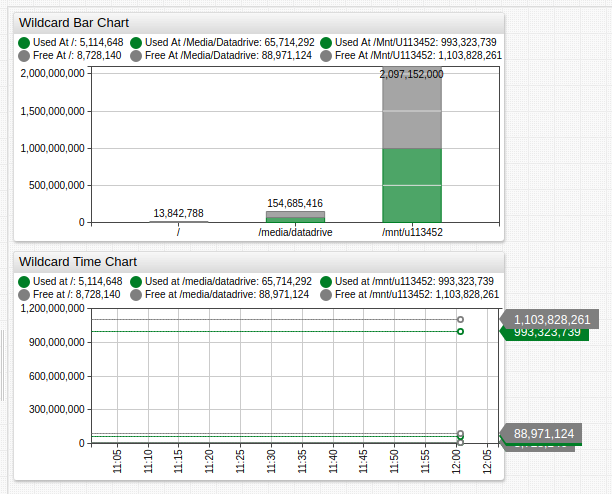 Wildcard Bar Chart
Used At /: 5,114,648 Used At /Media/Datadrive: 65,714,292 Used At /Mnt/U113452: 993,323,739
Free At /: 8,728,140 Free At /Media/Datadrive: 88,971,124 Free At /Mnt/U113452: 1,103,828,261
2,000,000,000
1,500,000,000
1,000,000,000
500,000,000
0
13,842,788
154,685,416
2,097,152,000
/ /media/datadrive /mnt/u113452
Wildcard Time Chart
Used at /: 5,114,648 Used at /media/datadrive: 65,714,292 Used at /mnt/u113452: 993,323,739
Free at /: 8,728,140 Free at /media/datadrive: 88,971,124 Free at /mnt/u113452: 1,103,828,261
1,200,000,000
900,000,000
600,000,000
300,000,000
0
1,103,828,261
993,323,739
88,971,124
11:05 11:10 11:15 11:20 11:25 11:30 11:35 11:40 11:45 11:50 11:55 12:00 12:05